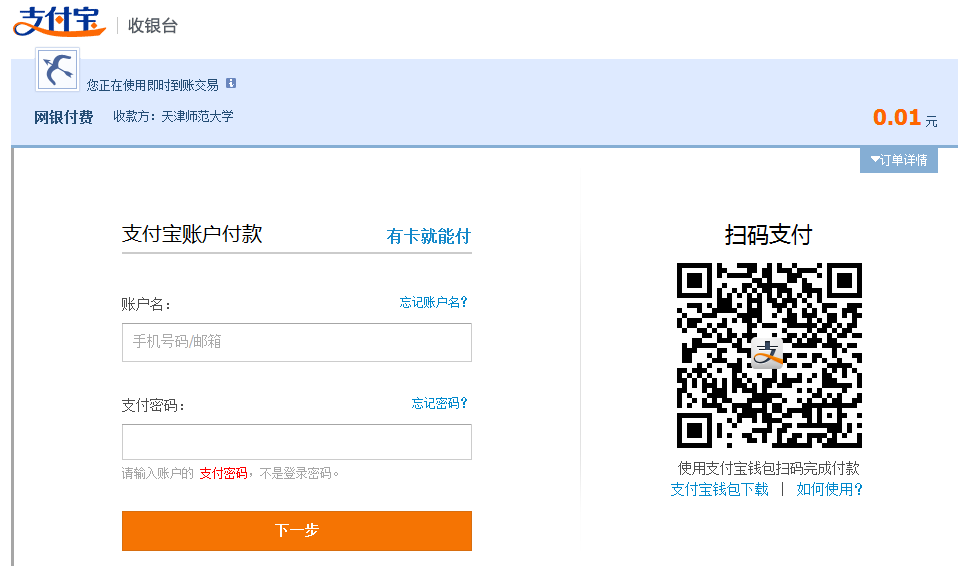 支付宝 收银台
您正在使用即时到账交易
网银付费 收款方：天津师范大学
0.01 元
订单详情
支付宝账户付款 有卡就能付
账户名： 忘记账户名?
手机号码/邮箱
支付密码： 忘记密码?
请输入账户的 支付密码，不是登录密码。
下一步
扫码支付
支
使用支付宝钱包扫码完成付款
支付宝钱包下载 | 如何使用?